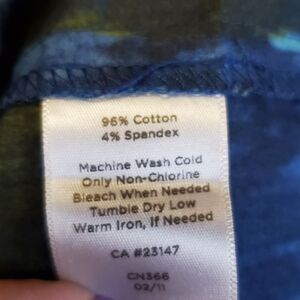 96% Cotton
4% Spandex
Machine Wash Cold
Only Non-Chlorine
Bleach When Needed
Tumble Dry Low
Warm Iron, If Needed
CA #23147
CN366
02/11